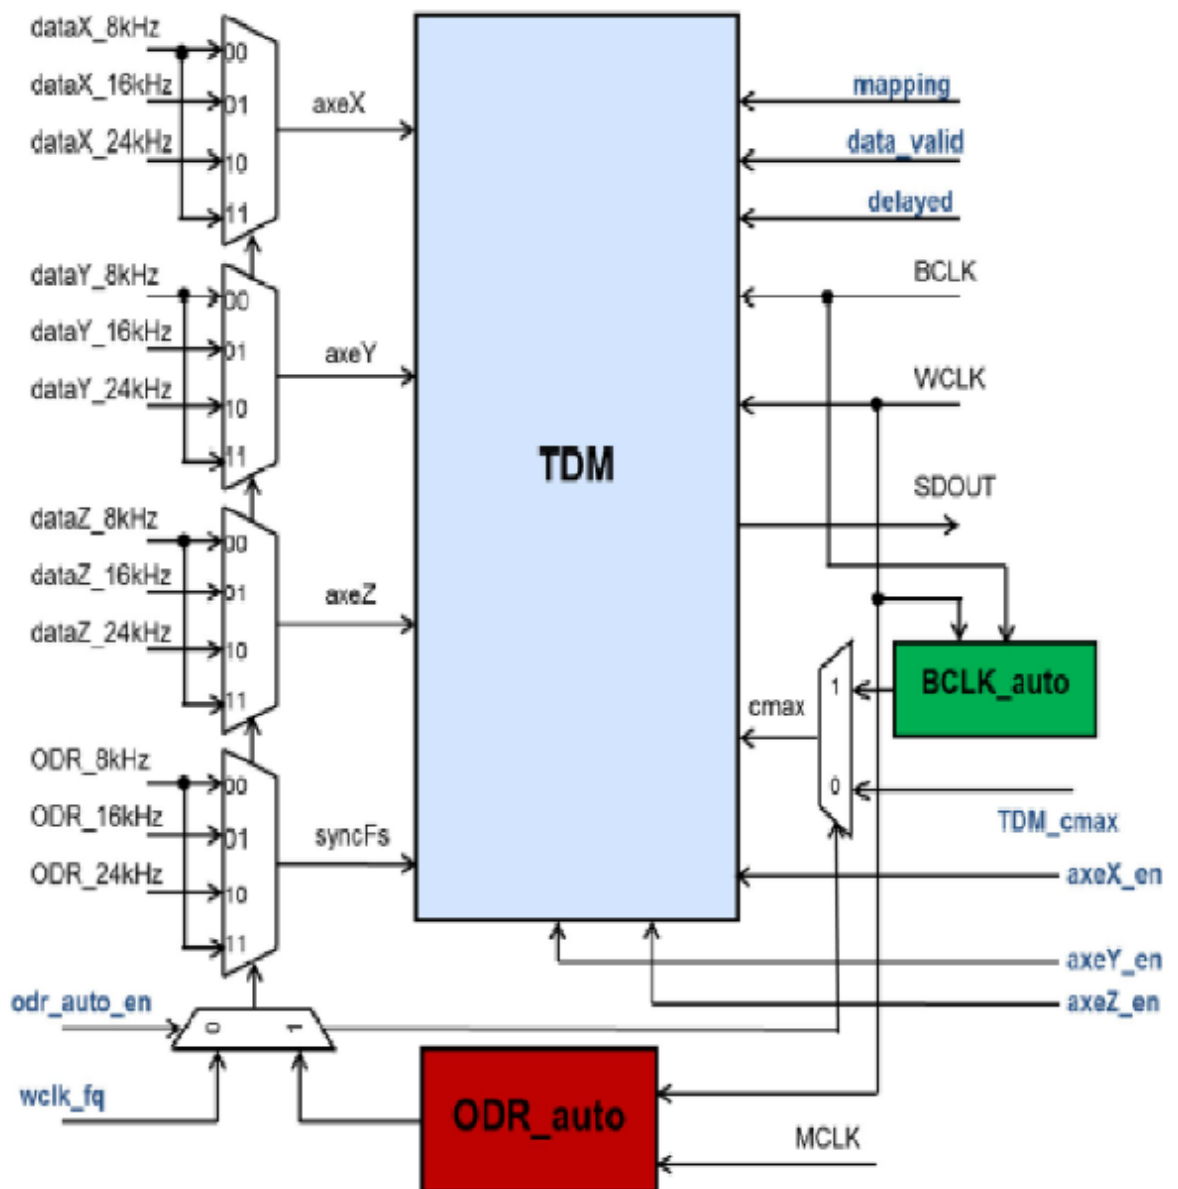 dataX_8kHz
00
dataX_16kHz
01
axeX
dataX_24kHz
10
11
dataY_8kHz
00
dataY_16kHz
01
axeY
dataY_24kHz
10
11
dataZ_8kHz
00
dataZ_16kHz
01
axeZ
dataZ_24kHz
10
11
ODR_8kHz
00
ODR_16kHz
01
syncFs
ODR_24kHz
10
11
odr_auto_en
0
1
wclk_fq
TDM
mapping
data_valid
delayed
BCLK
WCLK
SDOUT
BCLK_auto
cmax
1
0
TDM_cmax
axeX_en
axeY_en
axeZ_en
ODR_auto
MCLK